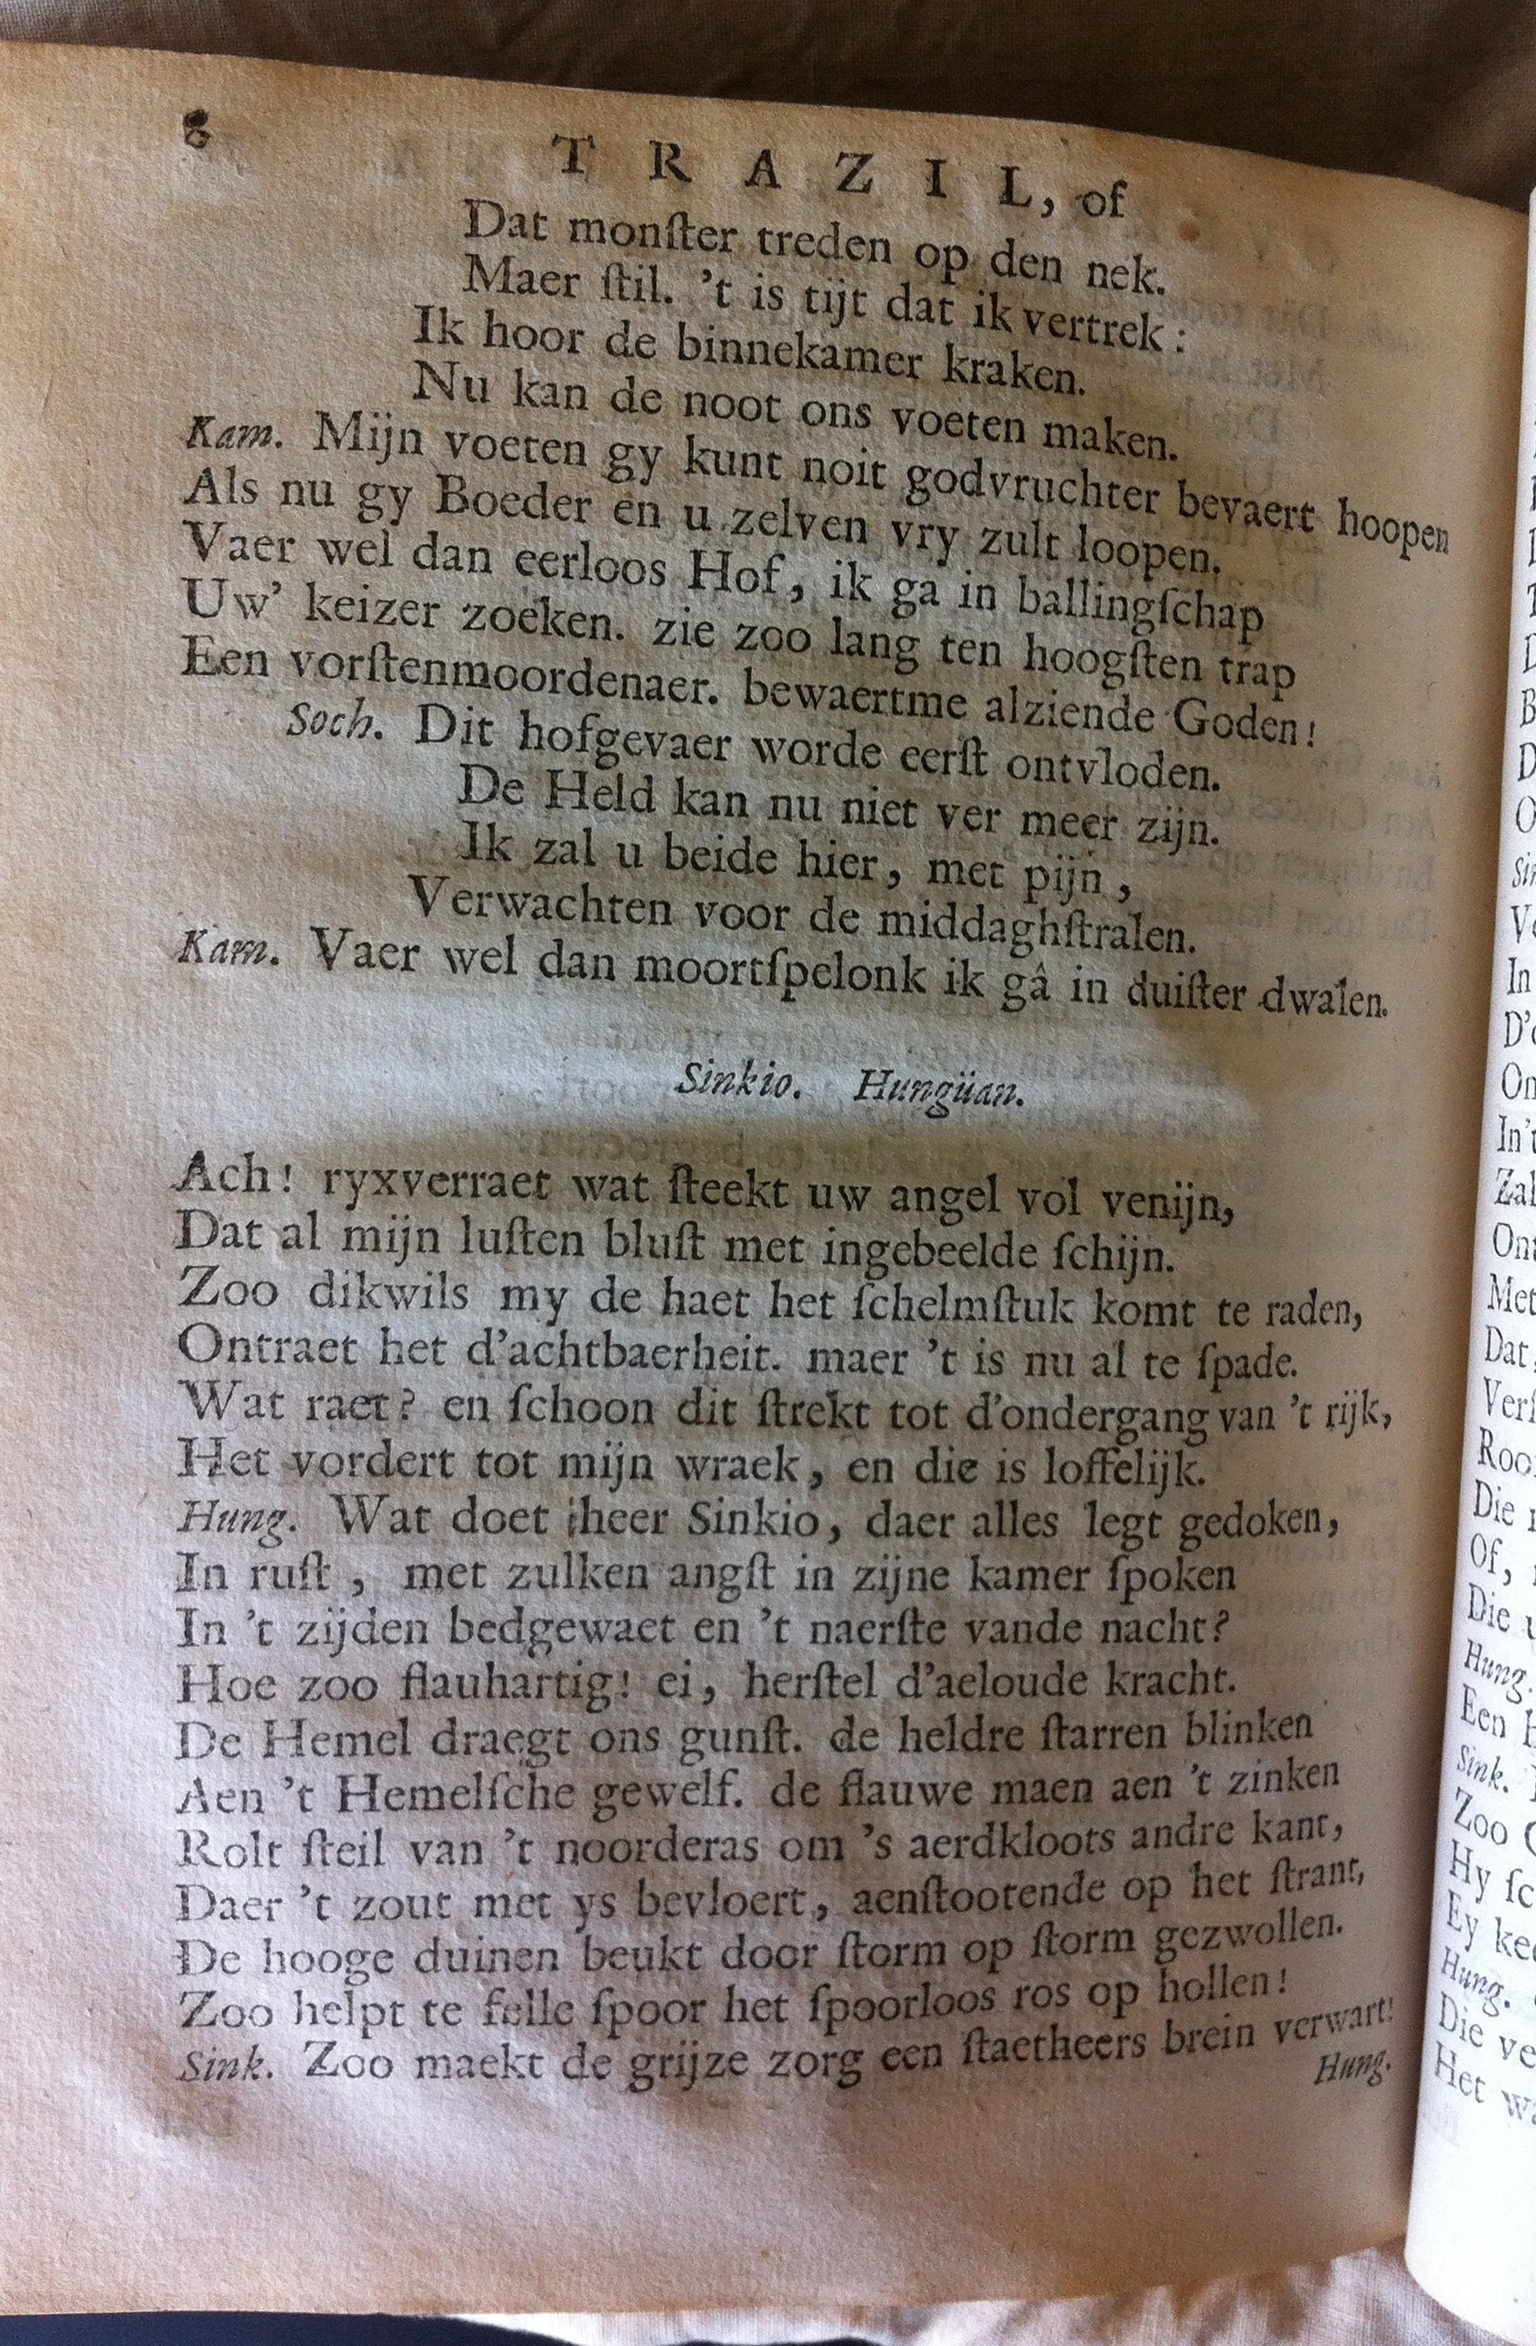 8
TRAZIL, of
Dat monſter treden op den nek.
Maer ſtil. 't is tijt dat ik vertrek:
Ik hoor de binnekamer kraken.
Nu kan de noot ons voeten maken.
Kam. Mijn voeten gy kunt noit godvruchter bevaert hoopen
Als nu gy Boeder en u zelven vry zult loopen.
Vaer wel dan eerloos Hof, ik ga in ballingſchap
Uw' keizer zoeken. zie zoo lang ten hoogſten trap
Een vorſtenmoordenaer. bewaertme alziende Goden!
Soch. Dit hofgevaer worde eerſt ontvloden.
De Held kan nu niet ver meer zijn.
Ik zal u beide hier, met pijn,
Verwachten voor de middaghſtralen.
Kam. Vaer wel dan moortſpelonk ik gâ in duiſter dwalen.
Sinkio. Hungüan.
Ach! ryxverraet wat ſteekt uw angel vol venijn,
Dat al mijn luſten bluſt met ingebeelde ſchijn.
Zoo dikwils my de haet het ſchelmſtuk komt te raden,
Ontraet het d'achtbaerheit. maer 't is nu al te ſpade.
Wat raet? en ſchoon dit ſtrekt tot d'ondergang van 't rijk,
Het vordert tot mijn wraek, en die is loffelijk.
Hung. Wat doet heer Sinkio, daer alles legt gedoken,
In ruſt, met zulken angſt in zijne kamer ſpoken
In 't zijden bedgewaet en 't naerſte vande nacht?
Hoe zoo flauhartig! ei, herſtel d'aeloude kracht.
De Hemel draegt ons gunſt. de heldre ſtarren blinken
Aen 't Hemelſche gewelf. de flauwe maen aen 't zinken
Rolt ſteil van 't noorderas om 's aerdkloots andre kant,
Daer 't zout met ys bevloert, aenſtootende op het ſtrant,
De hooge duinen beukt door ſtorm op ſtorm gezwollen.
Zoo helpt te felle ſpoor het ſpoorloos ros op hollen!
Sink. Zoo maekt de grijze zorg een ſtaetheers brein verwart!
Hung.